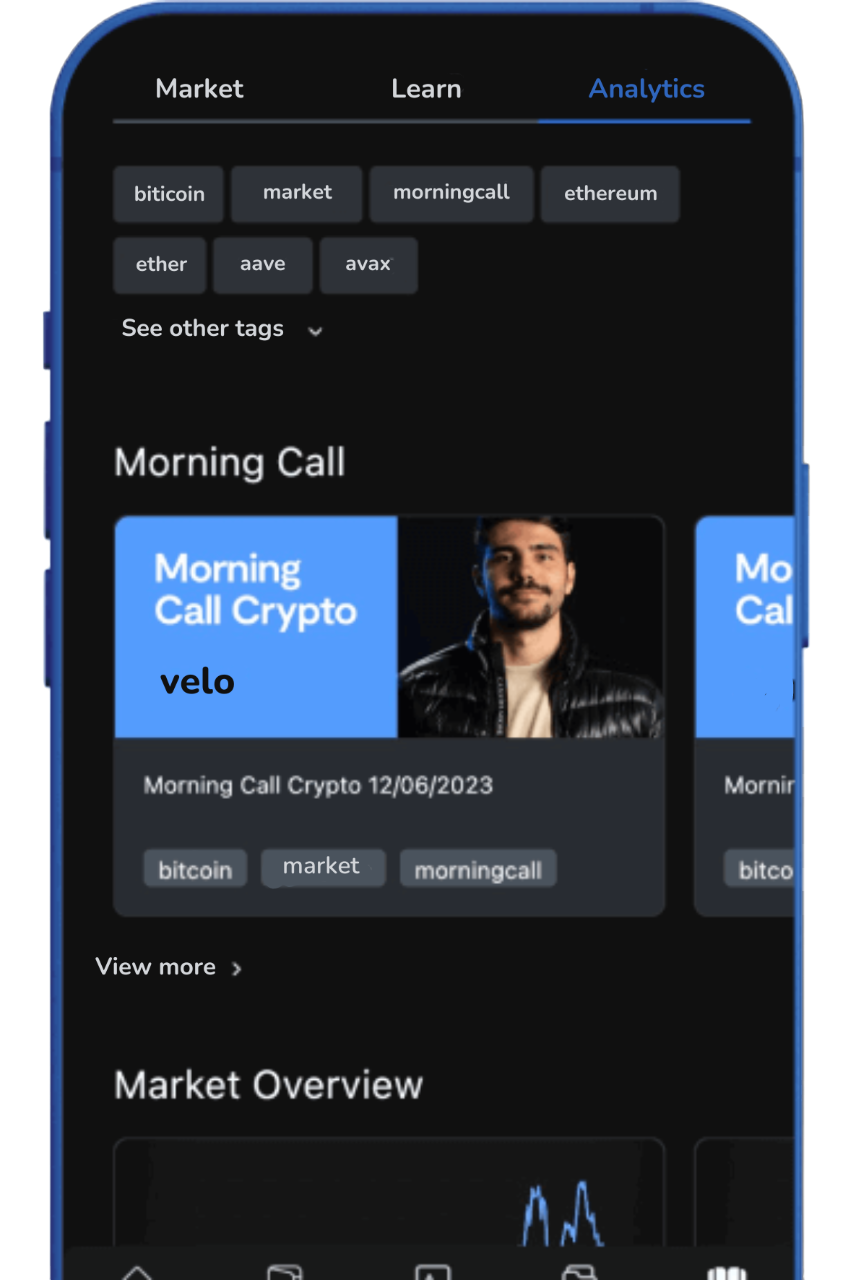 Market Learn Analytics
biticoin market morningcall ethereum
ether aave avax
See other tags
Morning Call
Morning
Call Crypto
velo
Morning Call Crypto 12/06/2023
bitcoin market morningcall
Mo
Cal
Mornin
bitco
View more
Market Overview